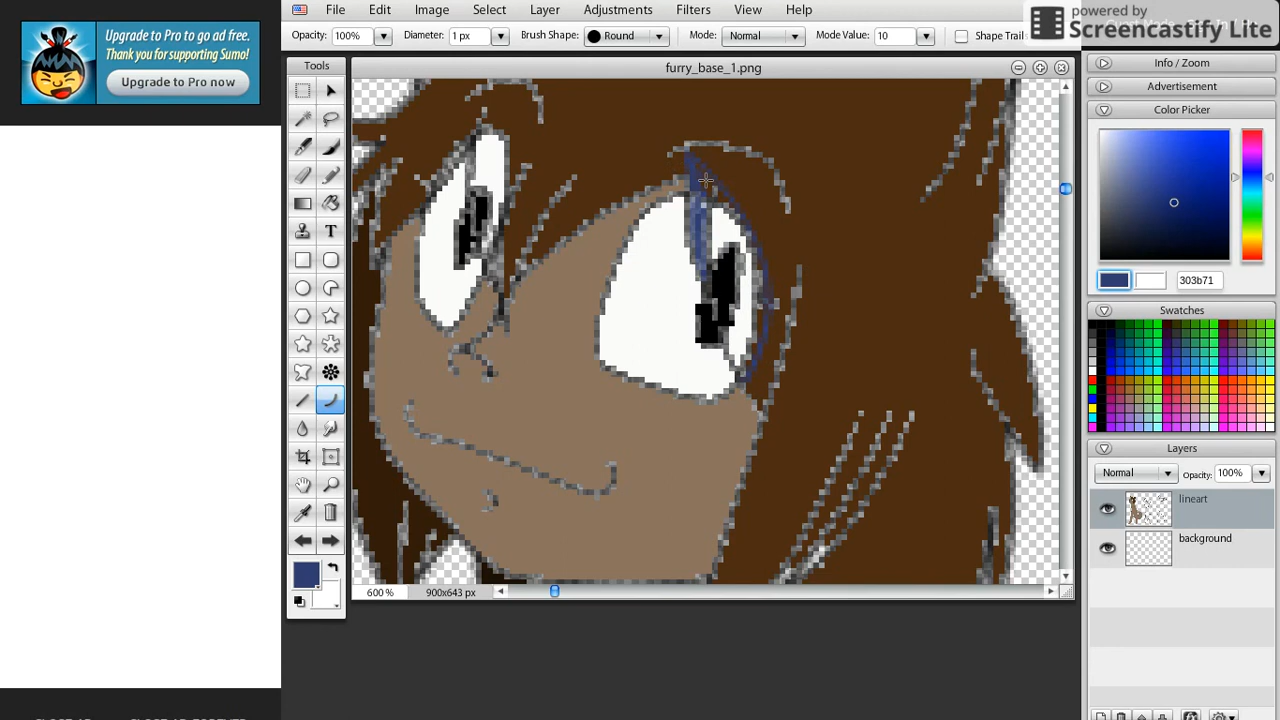 Upgrade to Pro to go ad free.
Thank you for supporting Sumo!
Upgrade to Pro now
File Edit Image Select Layer Adjustments Filters View Help
powered by
Screencastify Lite
Opacity: 100% Diameter: 1 px Brush Shape: Round Mode: Normal Mode Value: 10 Shape Trail
Tools
furry_base_1.png
Info / Zoom
Advertisement
Color Picker
303b71
Swatches
Layers
Normal Opacity: 100%
lineart
background
600 % 900x643 px